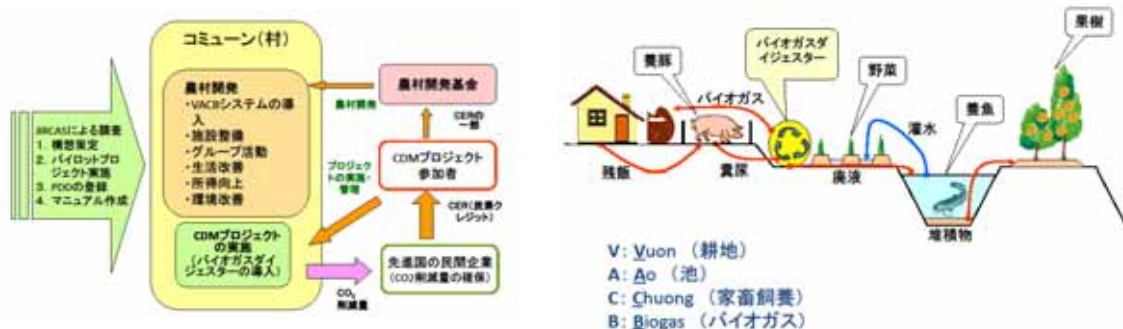 コミューン(村)
農村開発
・VACBシステムの導
入
・施設整備
・グループ活動
・生活改善
・所得向上
・環境改善
JIRCASによる調査
1. 構想策定
2. パイロットプロ
ジェクト実施
3. PDDの登録
4. マニュアル作成
CDMプロジェクト
の実施
(バイオガスダイ
ジェスターの導入)
農村開発
農村開発基金
CERの
一部
プロジェク
トの実施・
管理
CDMプロジェクト
参加者
CER(炭素ク
レジット)
先進国の民間企業
(CO2削減量の確保)
CO2
削減量
養豚
バイオガスダ
イジェスター
野菜
果樹
バイオガス
灌水
養魚
残飯
糞尿
廃液
堆積物
V: Vuon (耕地)
A: Ao (池)
C: Chuong (家畜飼養)
B: Biogas (バイオガス)